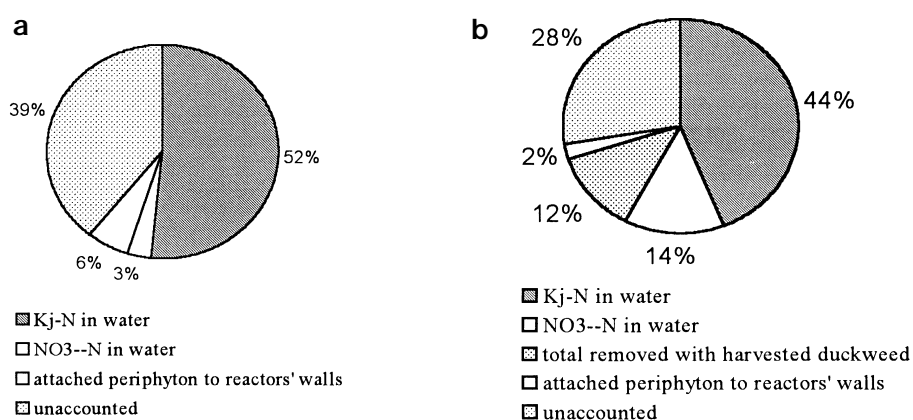 a
39%
52%
6%
3%
Kj-N in water
NO3--N in water
attached periphyton to reactors' walls
unaccounted
b
28%
44%
2%
12%
14%
Kj-N in water
NO3--N in water
total removed with harvested duckweed
attached periphyton to reactors' walls
unaccounted